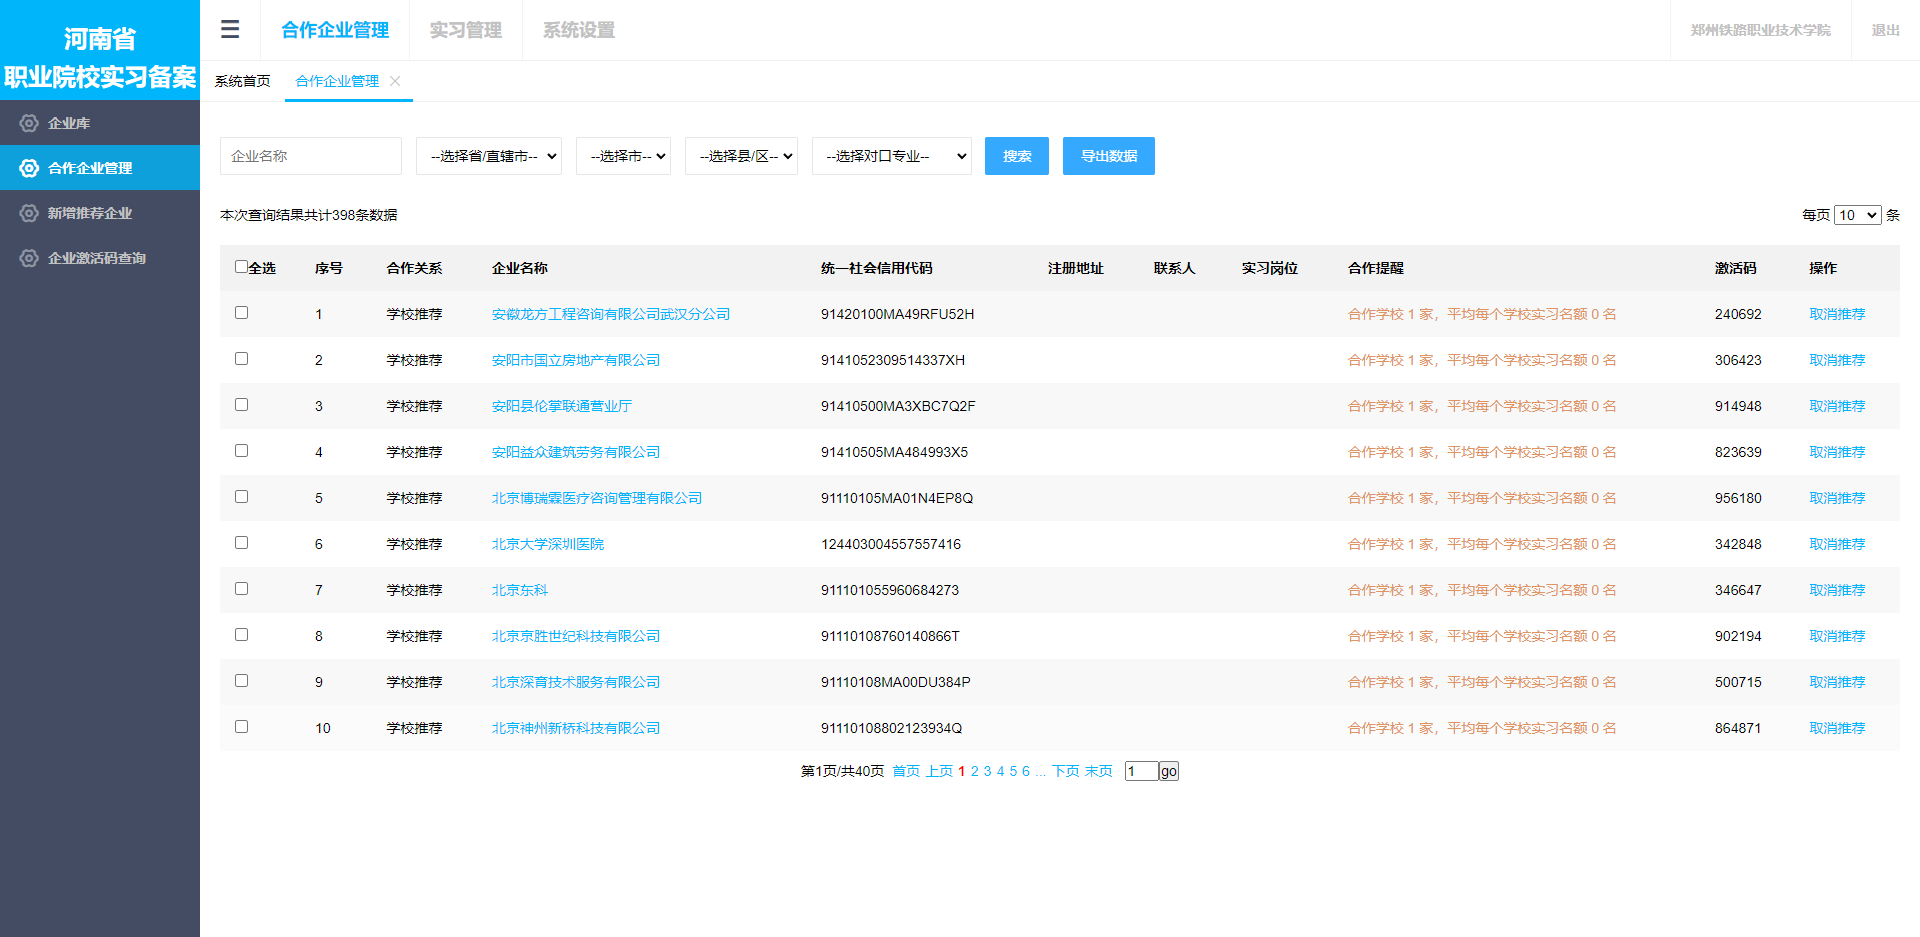 河南省
职业院校实习备案
☰ 合作企业管理 实习管理 系统设置 郑州铁路职业技术学院 退出
系统首页 合作企业管理 ×
企业库
合作企业管理
新增推荐企业
企业激活码查询
企业名称 --选择省/直辖市-- --选择市-- --选择县/区-- --选择对口专业-- 搜索 导出数据
本次查询结果共计398条数据 每页 10 条
全选 序号 合作关系 企业名称 统一社会信用代码 注册地址 联系人 实习岗位 合作提醒 激活码 操作
1 学校推荐 安徽龙方工程咨询有限公司武汉分公司 91420100MA49RFU52H 合作学校 1 家，平均每个学校实习名额 0 名 240692 取消推荐
2 学校推荐 安阳市国立房地产有限公司 9141052309514337XH 合作学校 1 家，平均每个学校实习名额 0 名 306423 取消推荐
3 学校推荐 安阳县伦掌联通营业厅 91410500MA3XBC7Q2F 合作学校 1 家，平均每个学校实习名额 0 名 914948 取消推荐
4 学校推荐 安阳益众建筑劳务有限公司 91410505MA484993X5 合作学校 1 家，平均每个学校实习名额 0 名 823639 取消推荐
5 学校推荐 北京博瑞霖医疗咨询管理有限公司 91110105MA01N4EP8Q 合作学校 1 家，平均每个学校实习名额 0 名 956180 取消推荐
6 学校推荐 北京大学深圳医院 124403004557557416 合作学校 1 家，平均每个学校实习名额 0 名 342848 取消推荐
7 学校推荐 北京东科 911101055960684273 合作学校 1 家，平均每个学校实习名额 0 名 346647 取消推荐
8 学校推荐 北京京胜世纪科技有限公司 91110108760140866T 合作学校 1 家，平均每个学校实习名额 0 名 902194 取消推荐
9 学校推荐 北京深育技术服务有限公司 91110108MA00DU384P 合作学校 1 家，平均每个学校实习名额 0 名 500715 取消推荐
10 学校推荐 北京神州新桥科技有限公司 91110108802123934Q 合作学校 1 家，平均每个学校实习名额 0 名 864871 取消推荐
第1页/共40页 首页 上页 1 2 3 4 5 6 ... 下页 末页 1 go